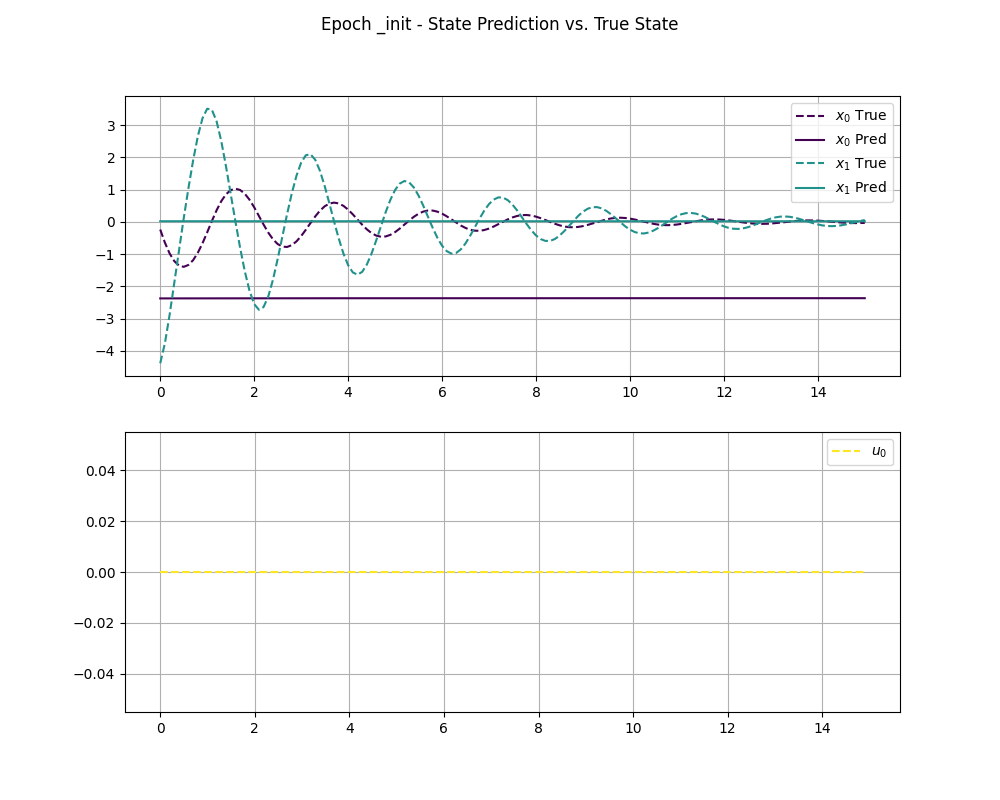 Epoch _init - State Prediction vs. True State
3
2
1
0
−1
−2
−3
−4
x₀ True
x₀ Pred
x₁ True
x₁ Pred
0 2 4 6 8 10 12 14
0.04
0.02
0.00
−0.02
−0.04
u₀
0 2 4 6 8 10 12 14